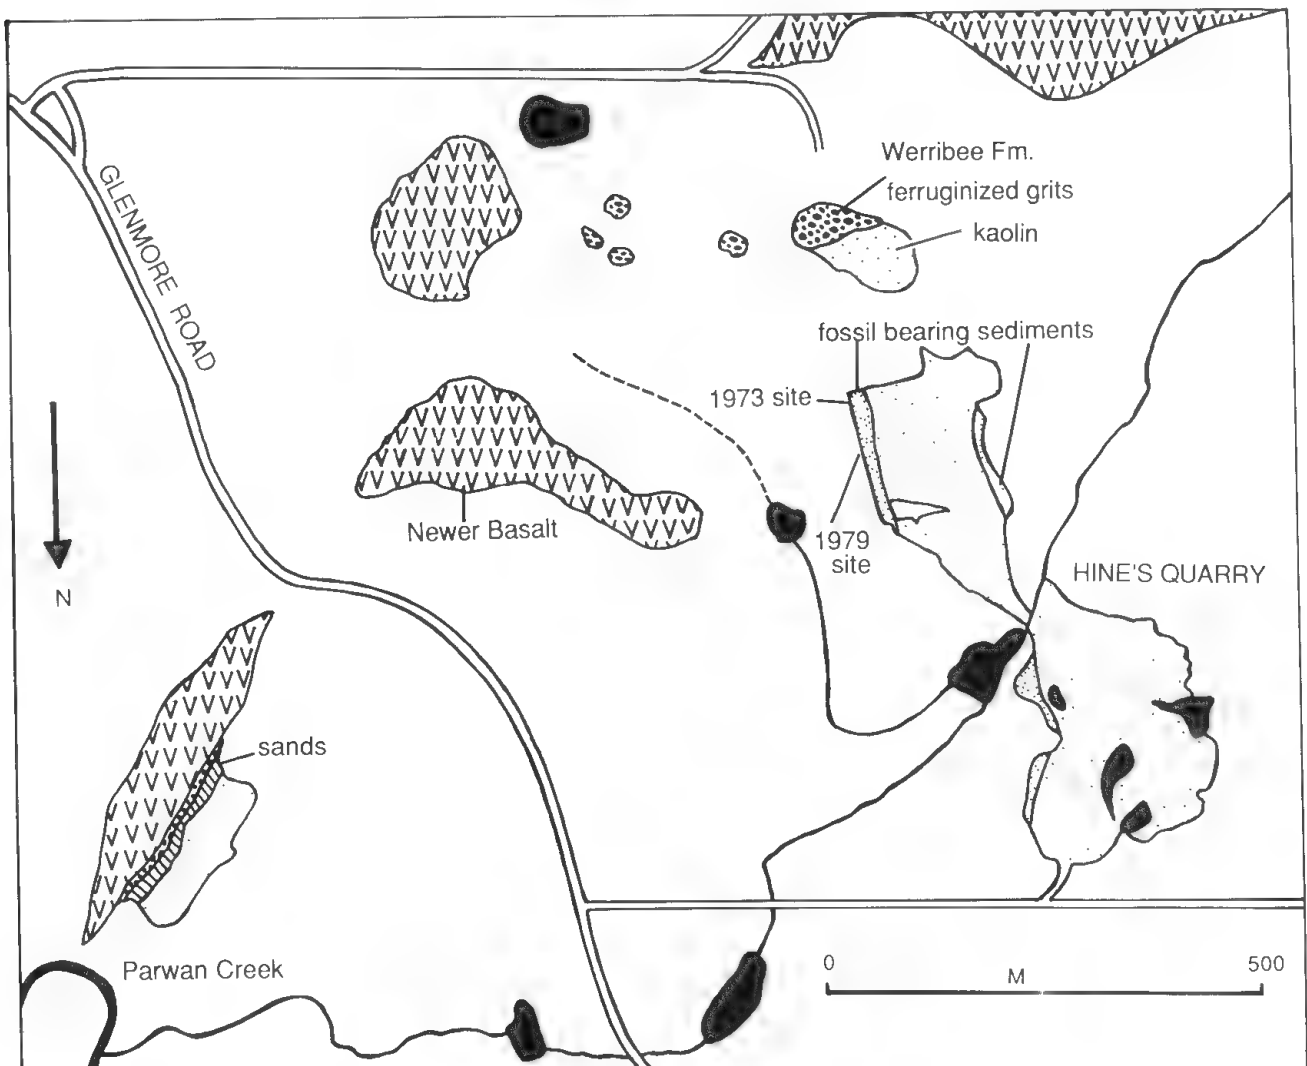 Werribee Fm.
ferruginized grits
kaolin
GLENMORE ROAD
fossil bearing sediments
1973 site
Newer Basalt
1979
site
HINE'S QUARRY
N
sands
Parwan Creek
0 M 500